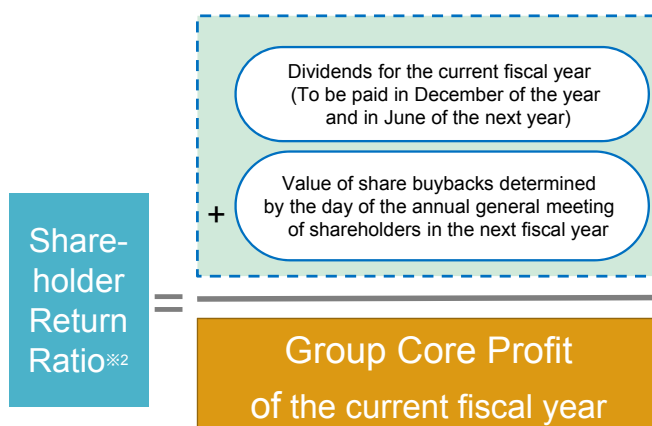 Dividends for the current fiscal year
(To be paid in December of the year
and in June of the next year)
+
Value of share buybacks determined
by the day of the annual general meeting
of shareholders in the next fiscal year
Share-
holder
Return
Ratio※2
=
Group Core Profit
of the current fiscal year